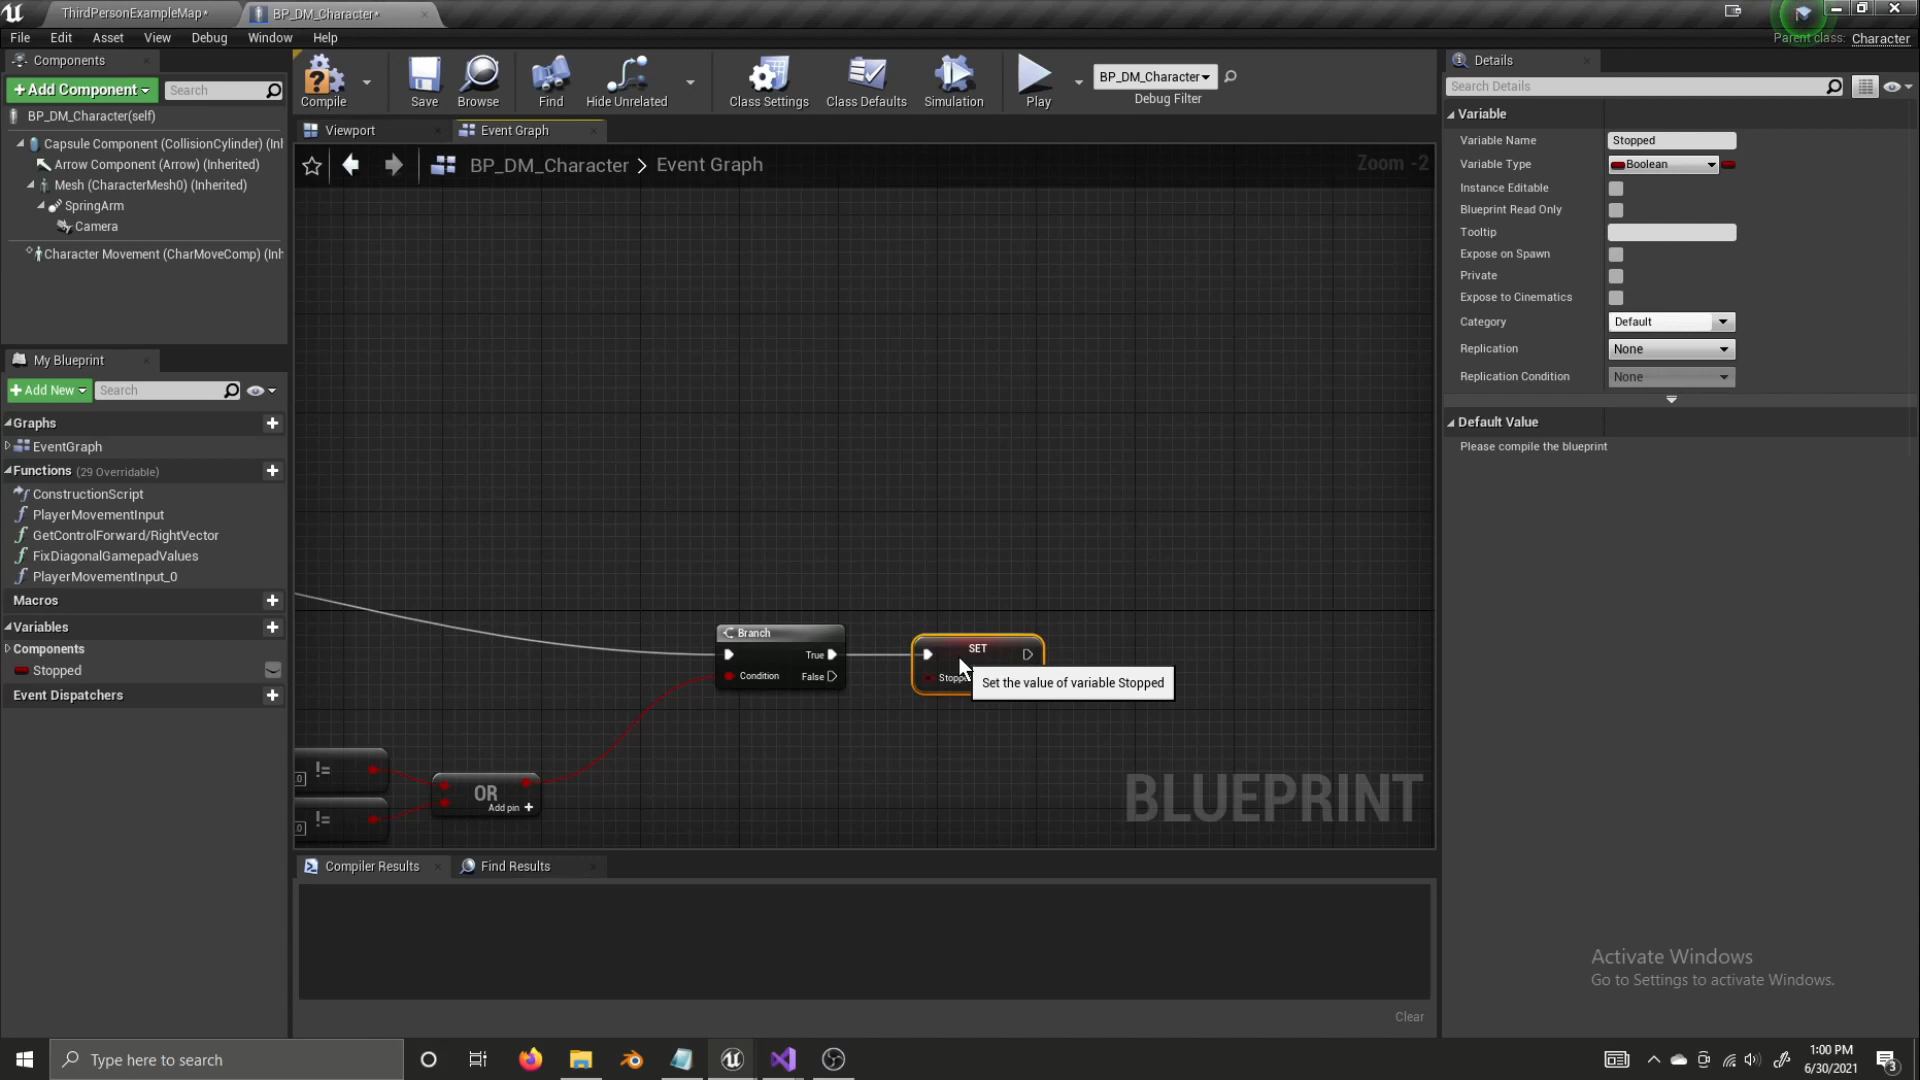 ThirdPersonExampleMap*
BP_DM_Character*
File Edit Asset View Debug Window Help
Parent class: Character
Components
+Add Component
Search
BP_DM_Character(self)
Capsule Component (CollisionCylinder) (Inl
Arrow Component (Arrow) (Inherited)
Mesh (CharacterMesh0) (Inherited)
SpringArm
Camera
Character Movement (CharMoveComp) (Inh
My Blueprint
+Add New
Search
Graphs
EventGraph
Functions (29 Overridable)
ConstructionScript
PlayerMovementInput
GetControlForward/RightVector
FixDiagonalGamepadValues
PlayerMovementInput_0
Macros
Variables
Components
Stopped
Event Dispatchers
Compile
Save
Browse
Find
Hide Unrelated
Class Settings
Class Defaults
Simulation
Play
BP_DM_Character
Debug Filter
Viewport
Event Graph
BP_DM_Character > Event Graph
Zoom -2
Branch
True
Condition
False
SET
Stoppe
Set the value of variable Stopped
.0
!=
.0
!=
OR
Add pin +
BLUEPRINT
Compiler Results
Find Results
Clear
Details
Search Details
Variable
Variable Name Stopped
Variable Type Boolean
Instance Editable
Blueprint Read Only
Tooltip
Expose on Spawn
Private
Expose to Cinematics
Category Default
Replication None
Replication Condition None
Default Value
Please compile the blueprint
Activate Windows
Go to Settings to activate Windows.
Type here to search
1:00 PM
6/30/2021
3